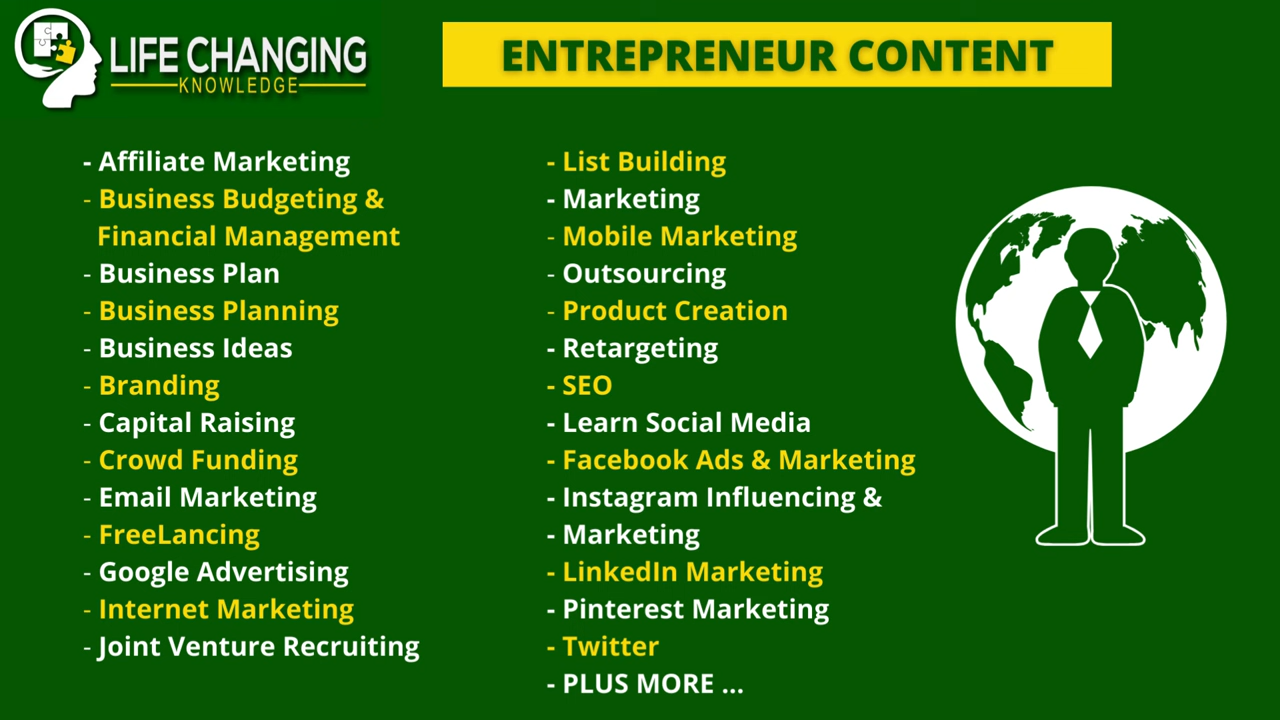 LIFE CHANGING
KNOWLEDGE
ENTREPRENEUR CONTENT
- Affiliate Marketing
- Business Budgeting &
Financial Management
- Business Plan
- Business Planning
- Business Ideas
- Branding
- Capital Raising
- Crowd Funding
- Email Marketing
- FreeLancing
- Google Advertising
- Internet Marketing
- Joint Venture Recruiting
- List Building
- Marketing
- Mobile Marketing
- Outsourcing
- Product Creation
- Retargeting
- SEO
- Learn Social Media
- Facebook Ads & Marketing
- Instagram Influencing &
- Marketing
- LinkedIn Marketing
- Pinterest Marketing
- Twitter
- PLUS MORE ...